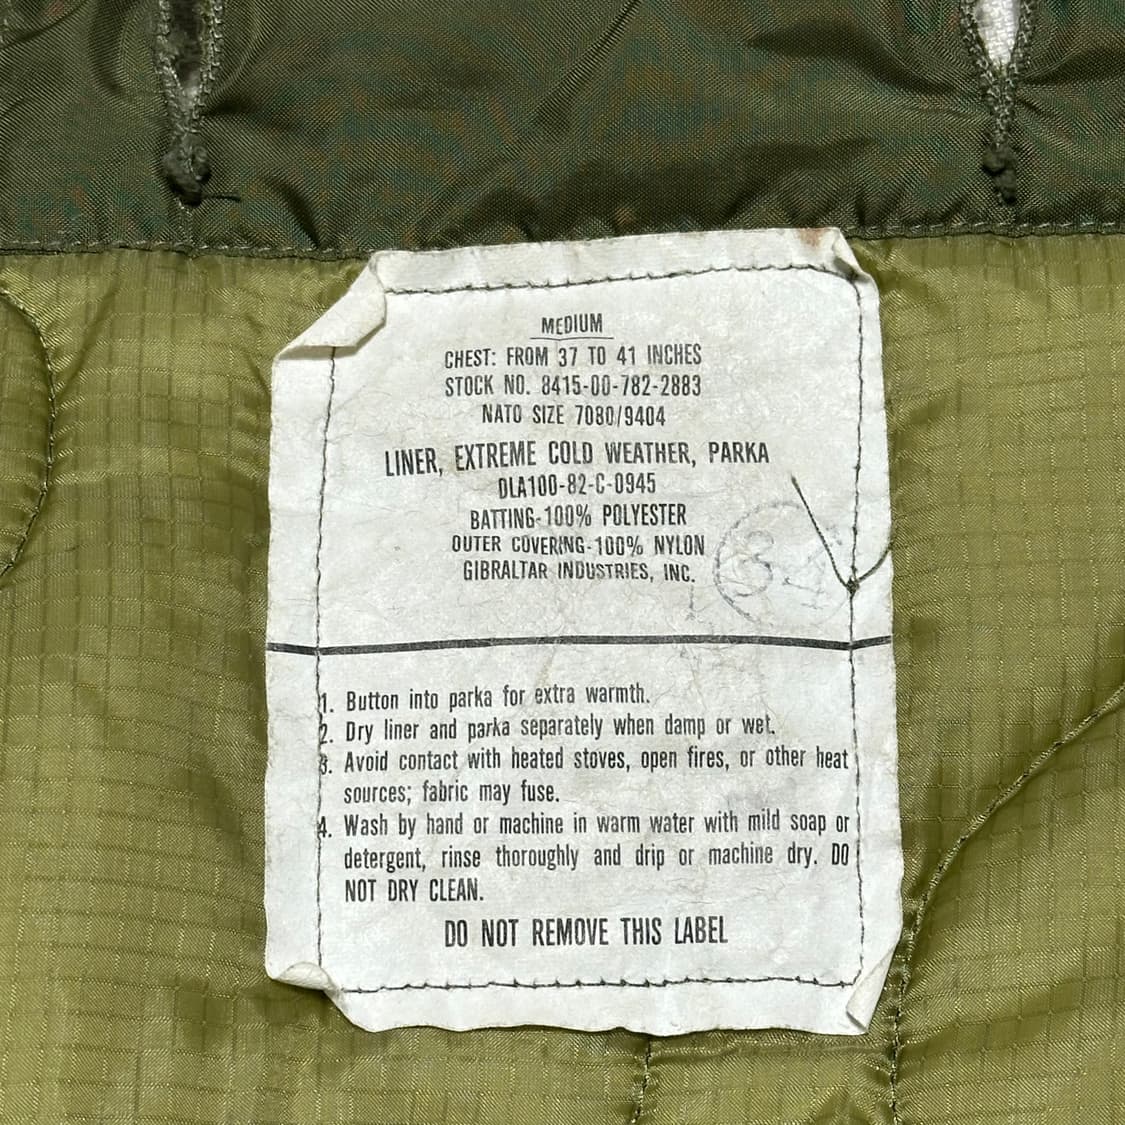 MEDIUM
CHEST: FROM 37 TO 41 INCHES
STOCK NO. 8415-00-782-2883
NATO SIZE 7080/9404
LINER, EXTREME COLD WEATHER, PARKA
DLA100-82-C-0945
BATTING-100% POLYESTER
OUTER COVERING-100% NYLON
GIBRALTAR INDUSTRIES, INC.
1. Button into parka for extra warmth.
2. Dry liner and parka separately when damp or wet.
3. Avoid contact with heated stoves, open fires, or other heat
sources; fabric may fuse.
4. Wash by hand or machine in warm water with mild soap or
detergent, rinse thoroughly and drip or machine dry. DO
NOT DRY CLEAN.
DO NOT REMOVE THIS LABEL